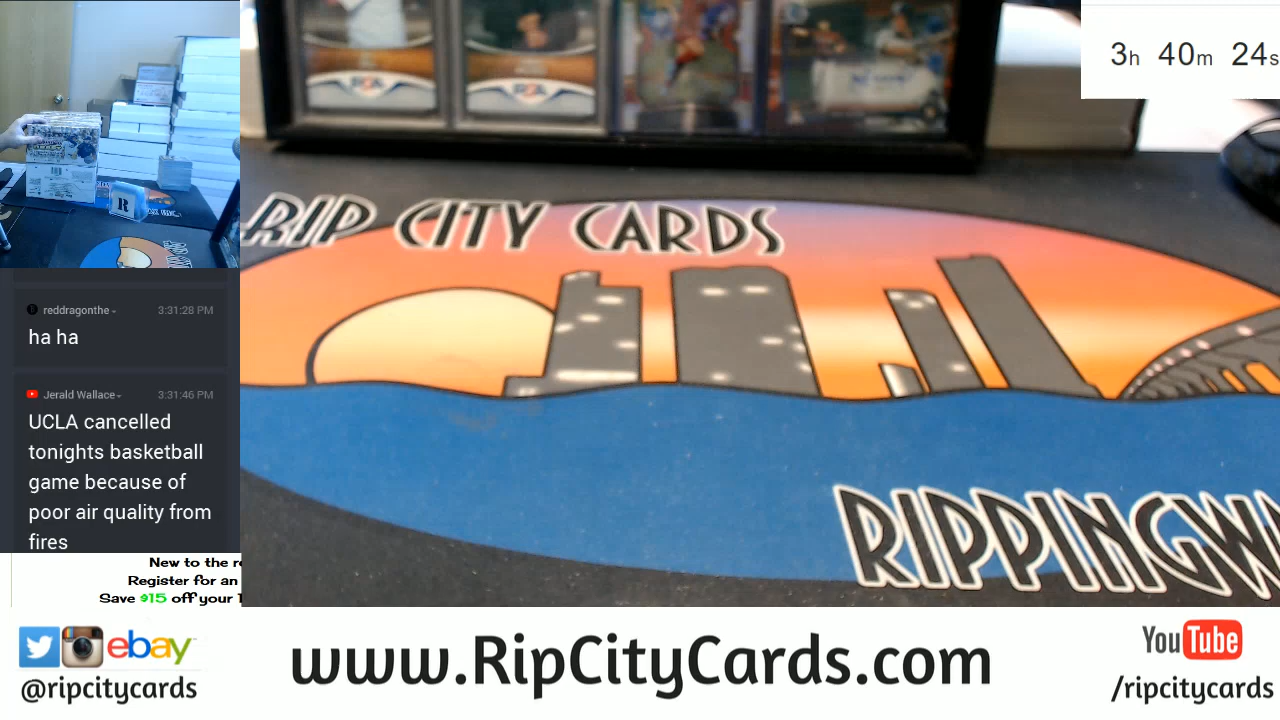 3h 40m 24s
RIP CITY CARDS
R
reddragonthe
3:31:28 PM
ha ha
Jerald Wallace
3:31:46 PM
UCLA cancelled
tonights basketball
game because of
poor air quality from
fires
RIPPINGW
New to the re
Register for an
Save $15 off your
ebay
@ripcitycards
www.RipCityCards.com
YouTube
/ripcitycards